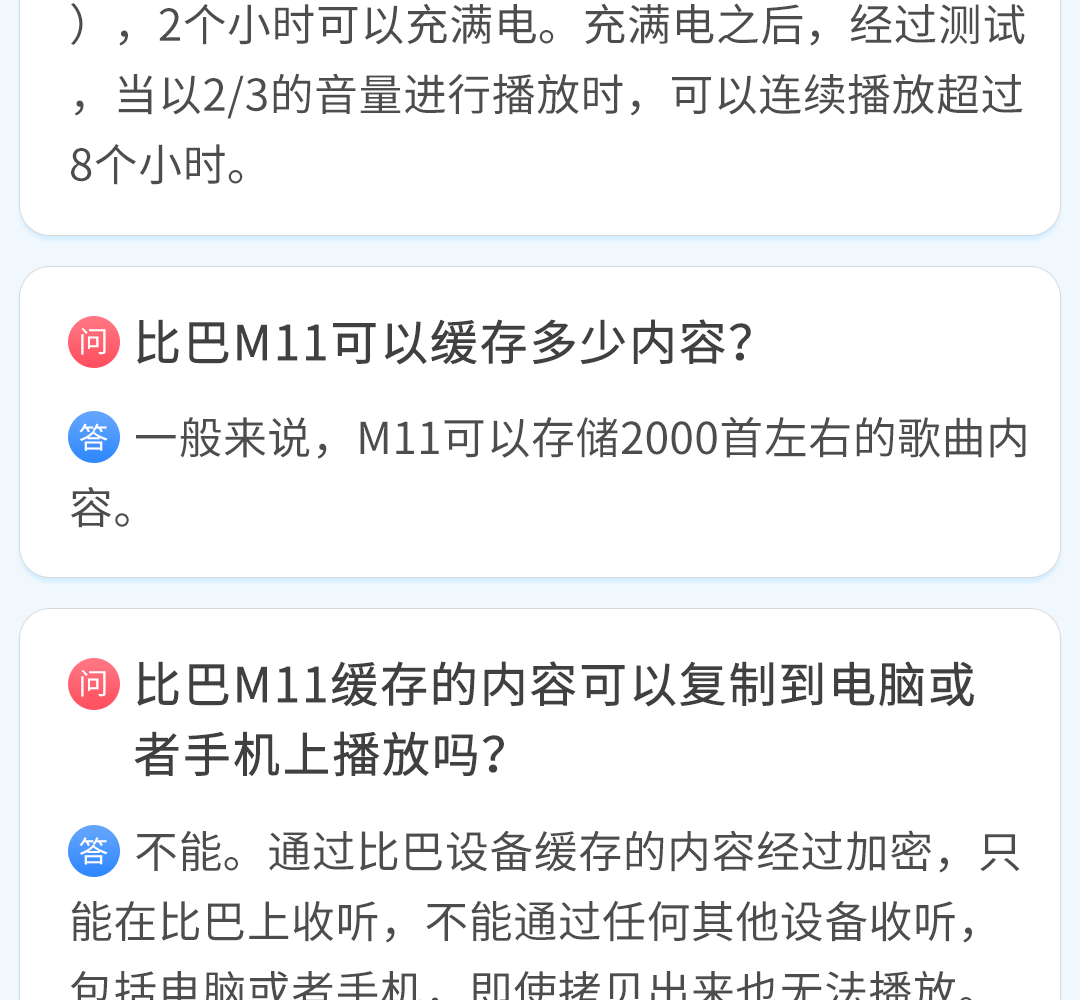 ），2个小时可以充满电。充满电之后，经过测试
，当以2/3的音量进行播放时，可以连续播放超过
8个小时。
问 比巴M11可以缓存多少内容？
答 一般来说，M11可以存储2000首左右的歌曲内
容。
问 比巴M11缓存的内容可以复制到电脑或
者手机上播放吗？
答 不能。通过比巴设备缓存的内容经过加密，只
能在比巴上收听，不能通过任何其他设备收听，
包括电脑或者手机，即使拷贝出来也无法播放。